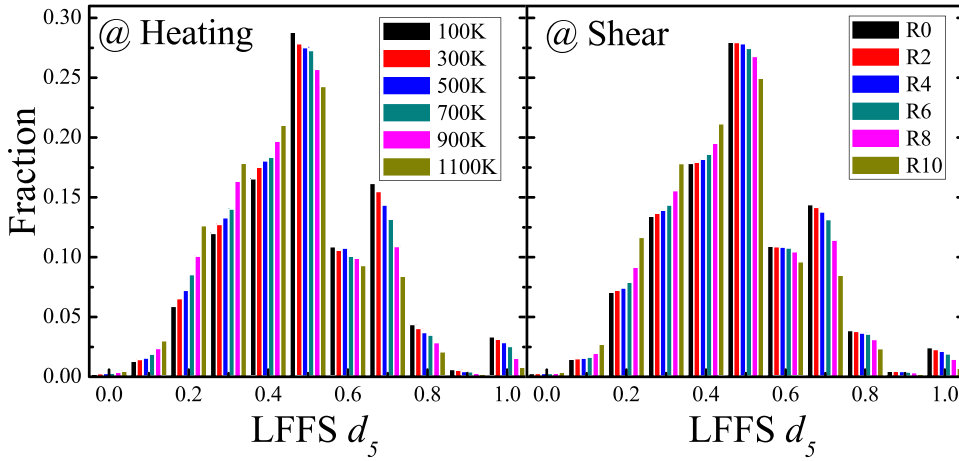 @ Heating
100K
300K
500K
700K
900K
1100K
@ Shear
R0
R2
R4
R6
R8
R10
Fraction
0.30
0.25
0.20
0.15
0.10
0.05
0.00
0.0 0.2 0.4 0.6 0.8 1.0
0.2 0.4 0.6 0.8 1.0
LFFS d5
LFFS d5